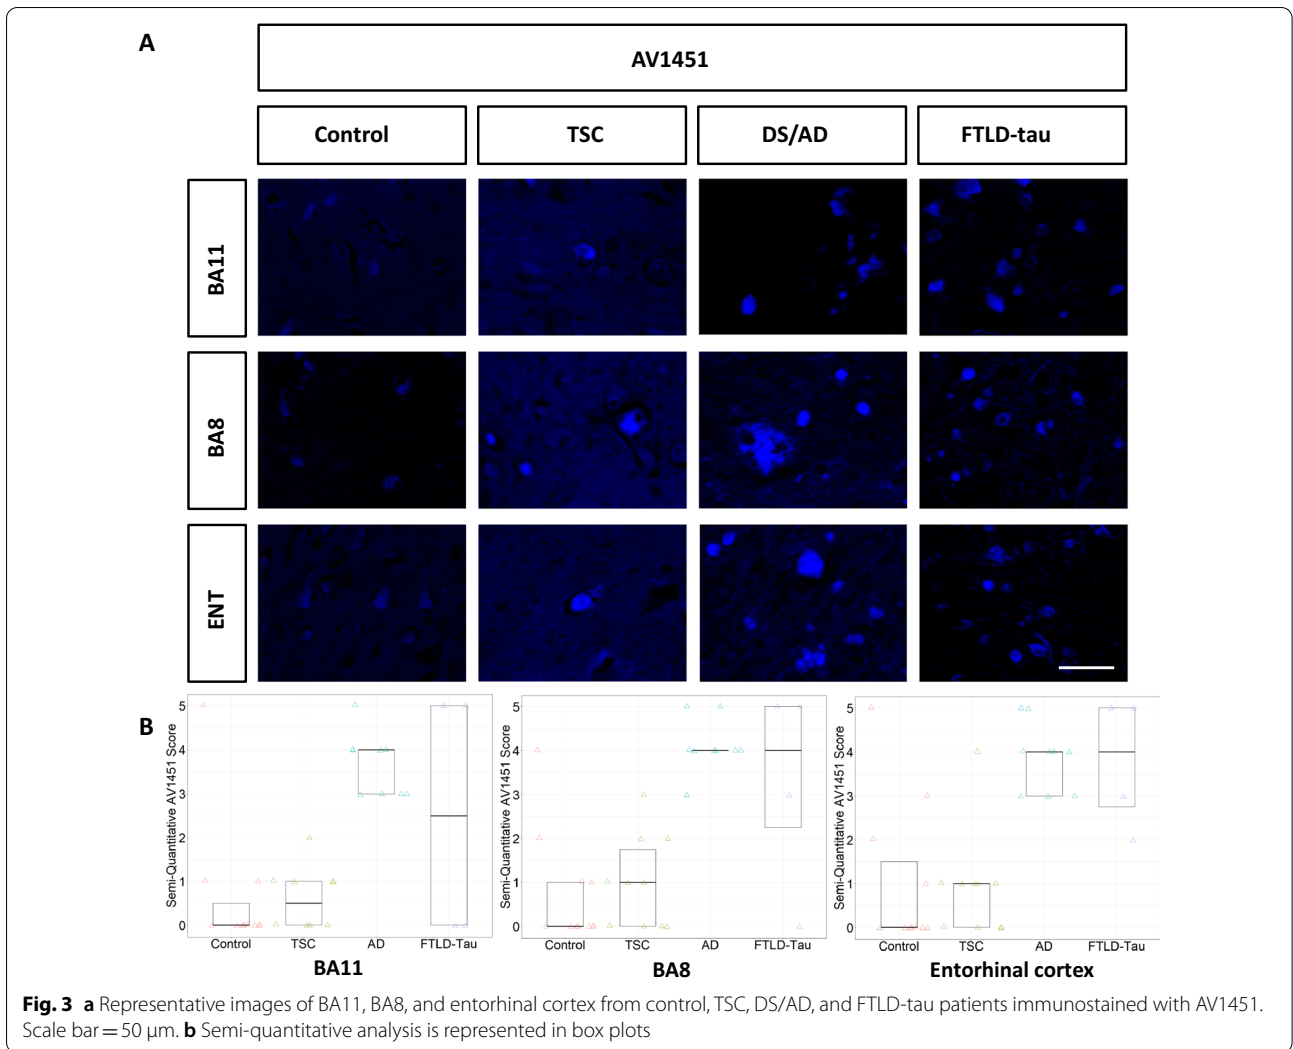 A
AV1451
Control
TSC
DS/AD
FTLD-tau
BA11
BA8
ENT
B
Semi-Quantitative AV1451 Score
5
4
3
2
1
0
Control
TSC
AD
FTLD-Tau
BA11
Semi-Quantitative AV1451 Score
5
4
3
2
1
0
Control
TSC
AD
FTLD-Tau
BA8
Semi-Quantitative AV1451 Score
5
4
3
2
1
0
Control
TSC
AD
FTLD-Tau
Entorhinal cortex
Fig. 3 a Representative images of BA11, BA8, and entorhinal cortex from control, TSC, DS/AD, and FTLD-tau patients immunostained with AV1451.
Scale bar = 50 µm. b Semi-quantitative analysis is represented in box plots